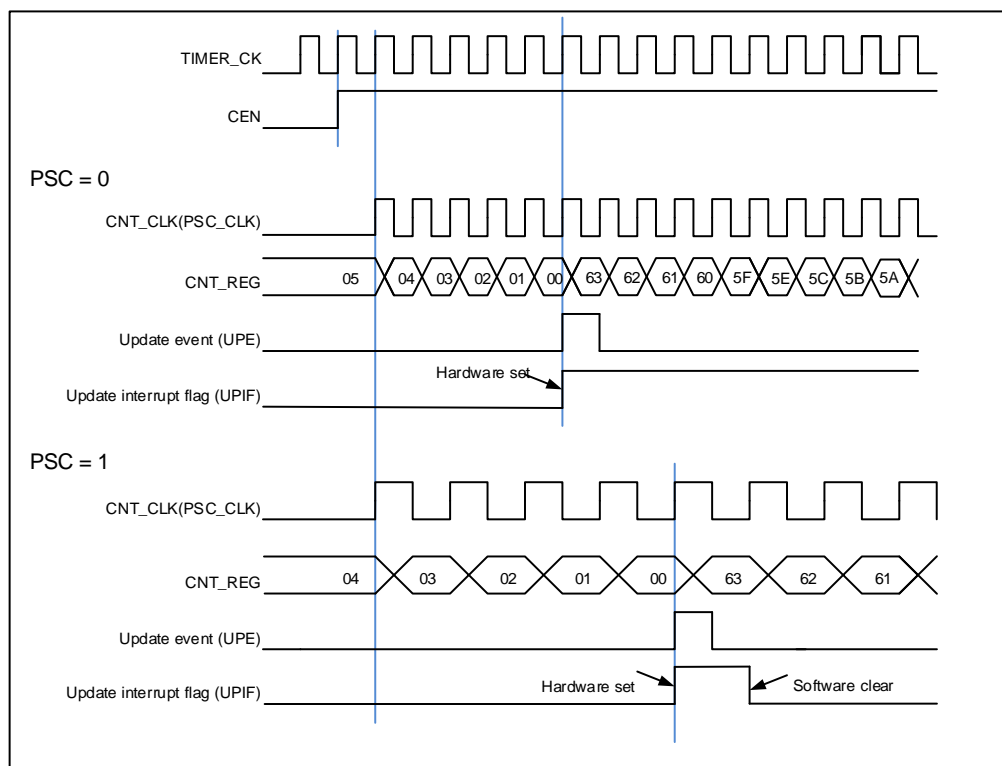 TIMER_CK
CEN
PSC = 0
CNT_CLK(PSC_CLK)
CNT_REG 05 04 03 02 01 00 63 62 61 60 5F 5E 5C 5B 5A
Update event (UPE)
Hardware set
Update interrupt flag (UPIF)
PSC = 1
CNT_CLK(PSC_CLK)
CNT_REG 04 03 02 01 00 63 62 61
Update event (UPE)
Update interrupt flag (UPIF) Hardware set Software clear